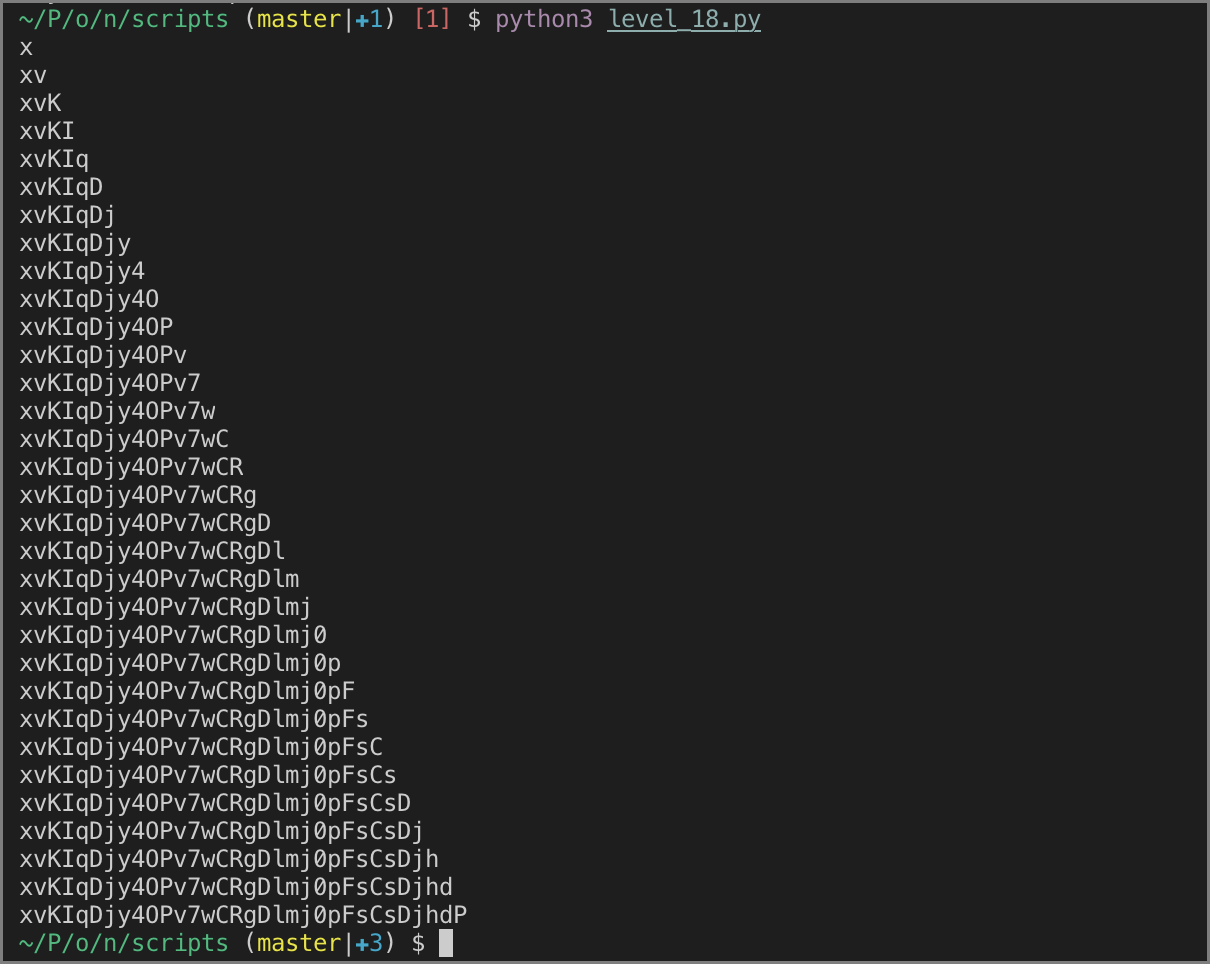 ~/P/o/n/scripts (master|✚1) [1] $ python3 level_18.py
x
xv
xvK
xvKI
xvKIq
xvKIqD
xvKIqDj
xvKIqDjy
xvKIqDjy4
xvKIqDjy4O
xvKIqDjy4OP
xvKIqDjy4OPv
xvKIqDjy4OPv7
xvKIqDjy4OPv7w
xvKIqDjy4OPv7wC
xvKIqDjy4OPv7wCR
xvKIqDjy4OPv7wCRg
xvKIqDjy4OPv7wCRgD
xvKIqDjy4OPv7wCRgDl
xvKIqDjy4OPv7wCRgDlm
xvKIqDjy4OPv7wCRgDlmj
xvKIqDjy4OPv7wCRgDlmj0
xvKIqDjy4OPv7wCRgDlmj0p
xvKIqDjy4OPv7wCRgDlmj0pF
xvKIqDjy4OPv7wCRgDlmj0pFs
xvKIqDjy4OPv7wCRgDlmj0pFsC
xvKIqDjy4OPv7wCRgDlmj0pFsCs
xvKIqDjy4OPv7wCRgDlmj0pFsCsD
xvKIqDjy4OPv7wCRgDlmj0pFsCsDj
xvKIqDjy4OPv7wCRgDlmj0pFsCsDjh
xvKIqDjy4OPv7wCRgDlmj0pFsCsDjhd
xvKIqDjy4OPv7wCRgDlmj0pFsCsDjhdP
~/P/o/n/scripts (master|✚3) $